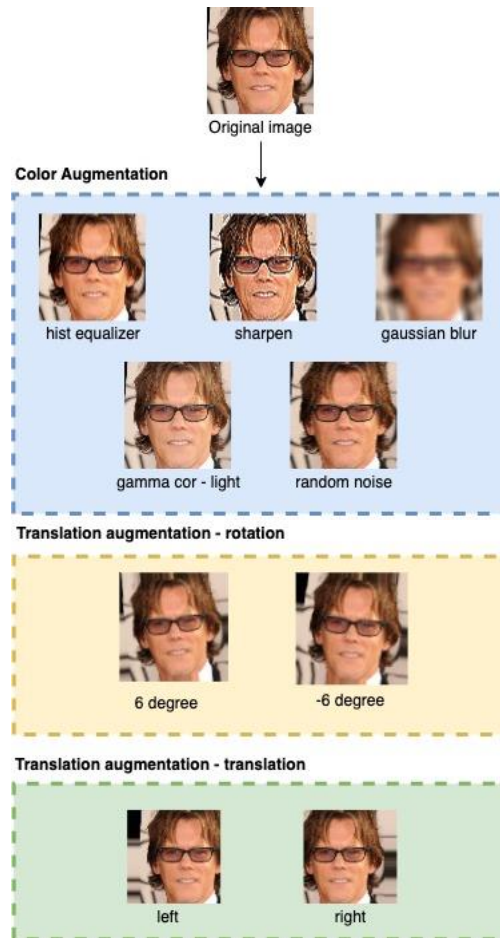 Original image
Color Augmentation
hist equalizer
sharpen
gaussian blur
gamma cor - light
random noise
Translation augmentation - rotation
6 degree
-6 degree
Translation augmentation - translation
left
right